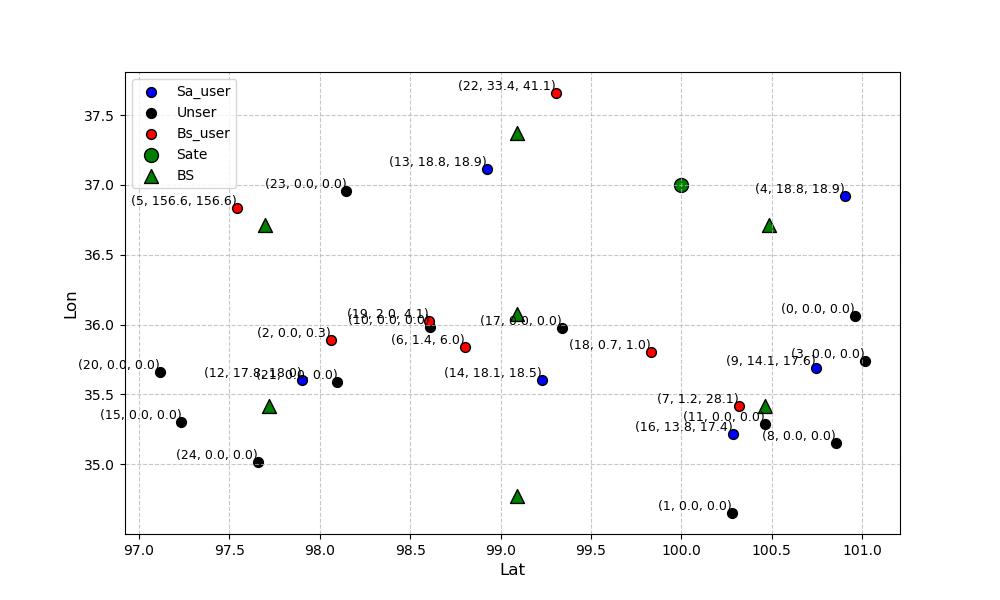 Sa_user
Unser
Bs_user
Sate
BS
(22, 33.4, 41.1)
(13, 18.8, 18.9)
(23, 0.0, 0.0)
(4, 18.8, 18.9)
(5, 156.6, 156.6)
(0, 0.0, 0.0)
(19, 2.0, 4.1)
(10, 0.0, 0.0)
(17, 0.0, 0.0)
(2, 0.0, 0.3)
(6, 1.4, 6.0)
(18, 0.7, 1.0)
(3, 0.0, 0.0)
(9, 14.1, 17.6)
(20, 0.0, 0.0)
(12, 17.8, 18.0)
(21, 0.0, 0.0)
(14, 18.1, 18.5)
(7, 1.2, 28.1)
(15, 0.0, 0.0)
(11, 0.0, 0.0)
(16, 13.8, 17.4)
(8, 0.0, 0.0)
(24, 0.0, 0.0)
(1, 0.0, 0.0)
37.5
37.0
36.5
36.0
35.5
35.0
Lon
97.0 97.5 98.0 98.5 99.0 99.5 100.0 100.5 101.0
Lat